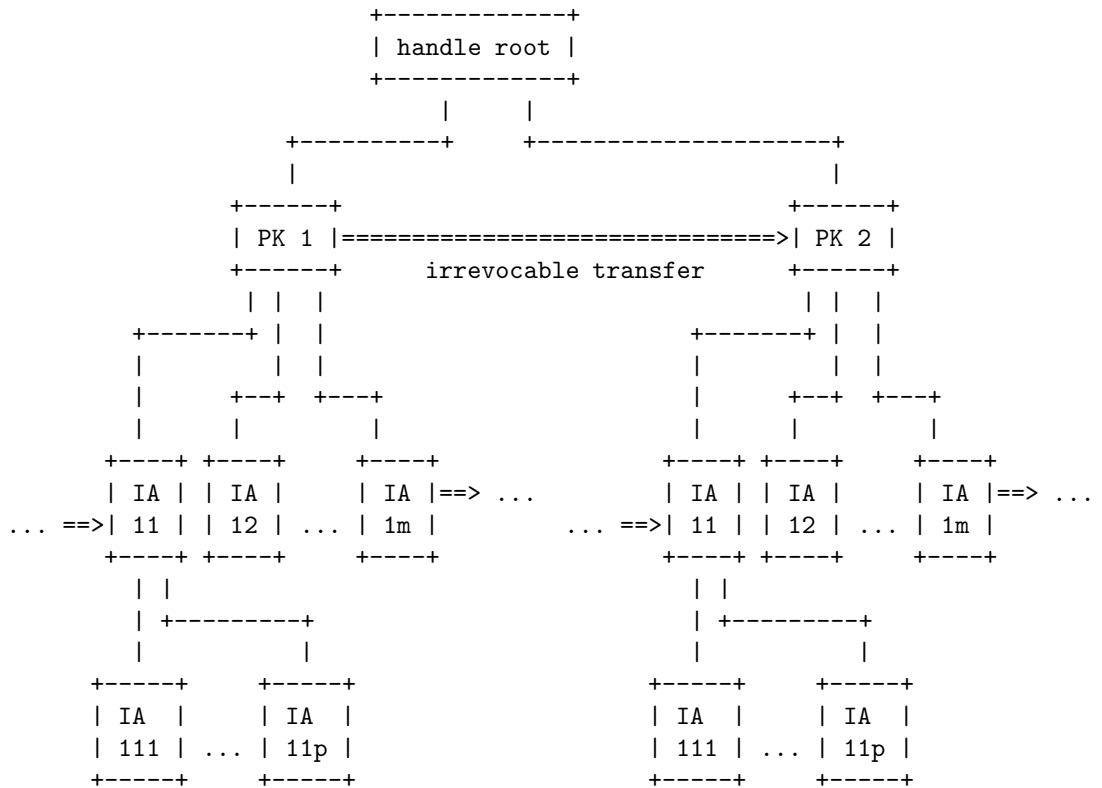 handle root
PK 1 PK 2
irrevocable transfer
IA IA IA ==> ... IA IA IA ==> ...
... ==> 11 12 ... 1m ... ==> 11 12 ... 1m
IA IA IA IA
111 ... 11p 111 ... 11p